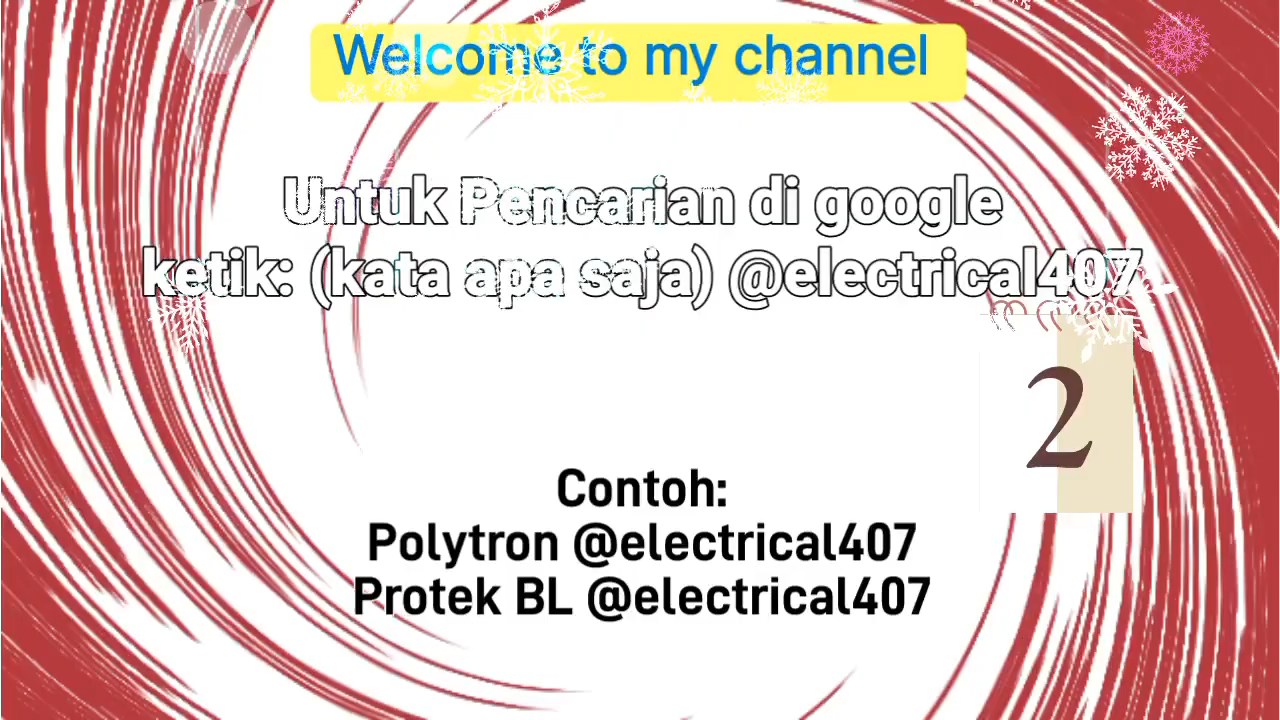 Welcome to my channel
Untuk Pencarian di google
ketik: (kata apa saja) @electrical407
2
Contoh:
Polytron @electrical407
Protek BL @electrical407